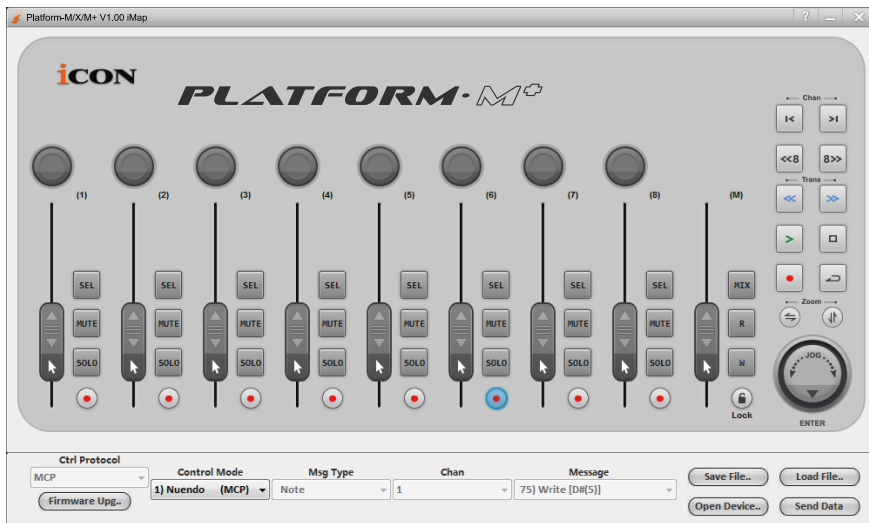 Platform-M/X/M+ V1.00 iMap
? _ X
iCON
PLATFORM·M+
Chan
I< >I
<<8 8>>
(1) (2) (3) (4) (5) (6) (7) (8) (M)
Trans
<< >>
>
SEL SEL SEL SEL SEL SEL SEL SEL MIX
Zoom
MUTE MUTE MUTE MUTE MUTE MUTE MUTE MUTE R
JOG
SOLO SOLO SOLO SOLO SOLO SOLO SOLO SOLO W
Lock
ENTER
Ctrl Protocol
MCP
Control Mode Msg Type Chan Message
1) Nuendo (MCP) Note 1 75) Write [D#(5)]
Firmware Upg..
Save File.. Load File..
Open Device.. Send Data